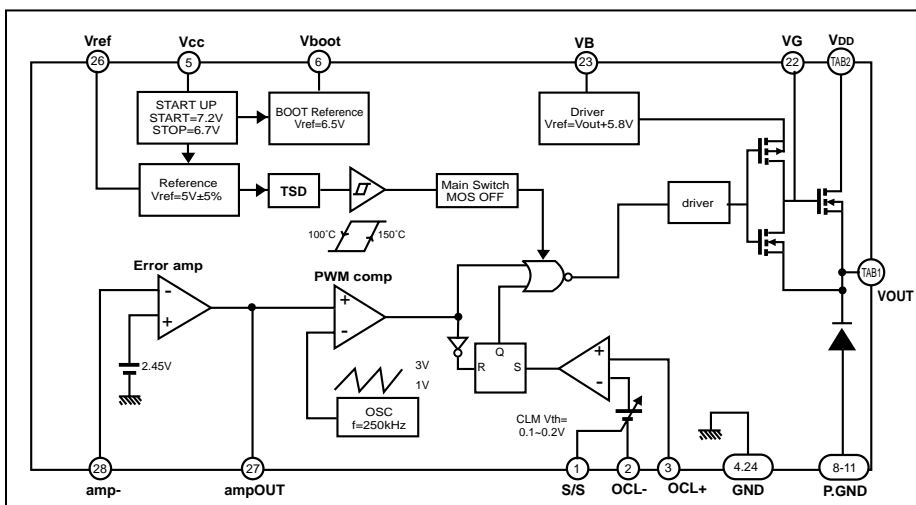 Vref
Vcc
Vboot
VB
VG
VDD
26
5
6
23
22
TAB2
START UP
START=7.2V
STOP=6.7V
BOOT Reference
Vref=6.5V
Driver
Vref=Vout+5.8V
Reference
Vref=5V±5%
TSD
Main Switch
MOS OFF
driver
100°C
150°C
Error amp
PWM comp
TAB1
VOUT
-
+
2.45V
+
-
3V
1V
OSC
f=250kHz
Q
R
S
+
-
CLM Vth=
0.1~0.2V
28
27
1
2
3
4.24
8-11
amp-
ampOUT
S/S
OCL-
OCL+
GND
P.GND